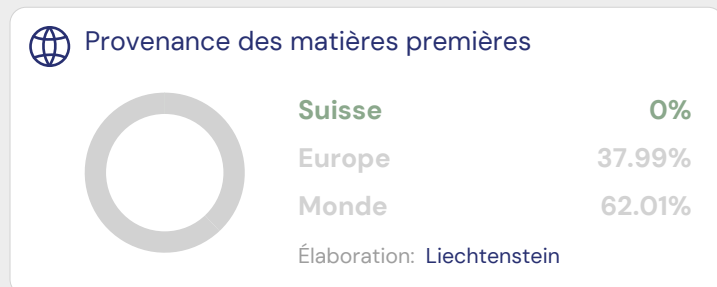 Provenance des matières premières
Suisse 0%
Europe 37.99%
Monde 62.01%
Élaboration: Liechtenstein